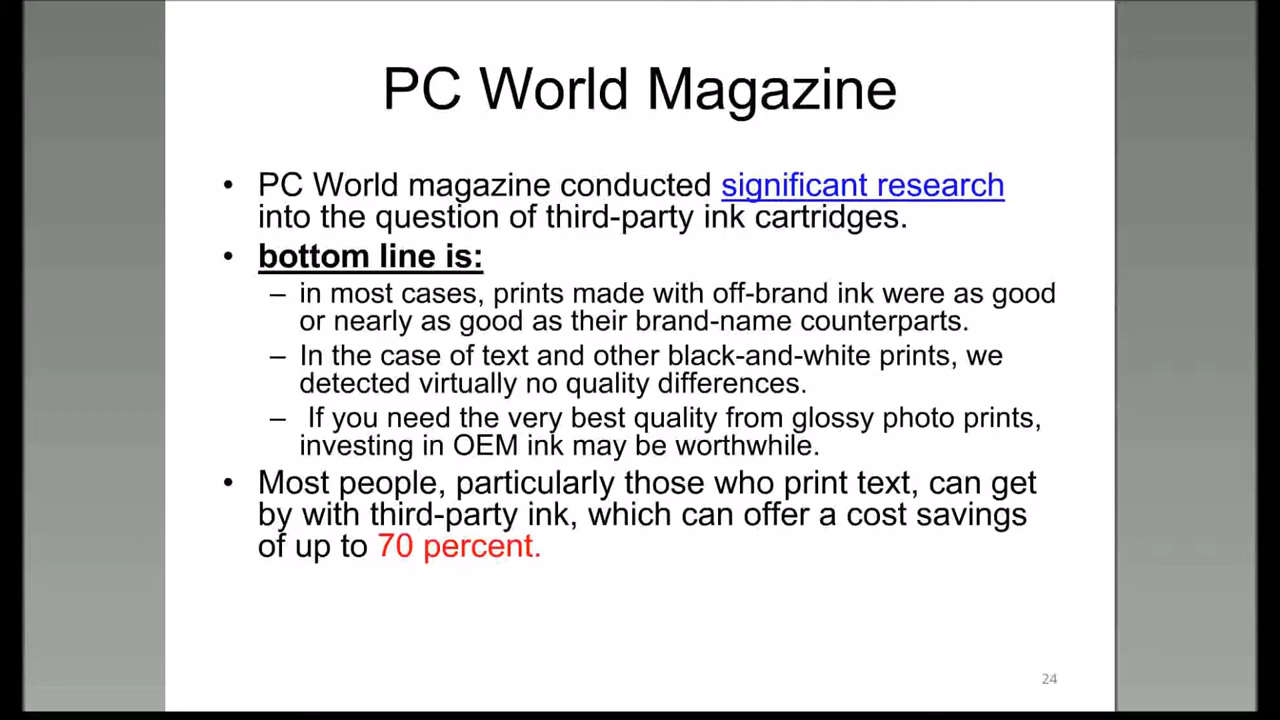 PC World Magazine
• PC World magazine conducted significant research
into the question of third-party ink cartridges.
• bottom line is:
– in most cases, prints made with off-brand ink were as good
or nearly as good as their brand-name counterparts.
– In the case of text and other black-and-white prints, we
detected virtually no quality differences.
– If you need the very best quality from glossy photo prints,
investing in OEM ink may be worthwhile.
• Most people, particularly those who print text, can get
by with third-party ink, which can offer a cost savings
of up to 70 percent.
24